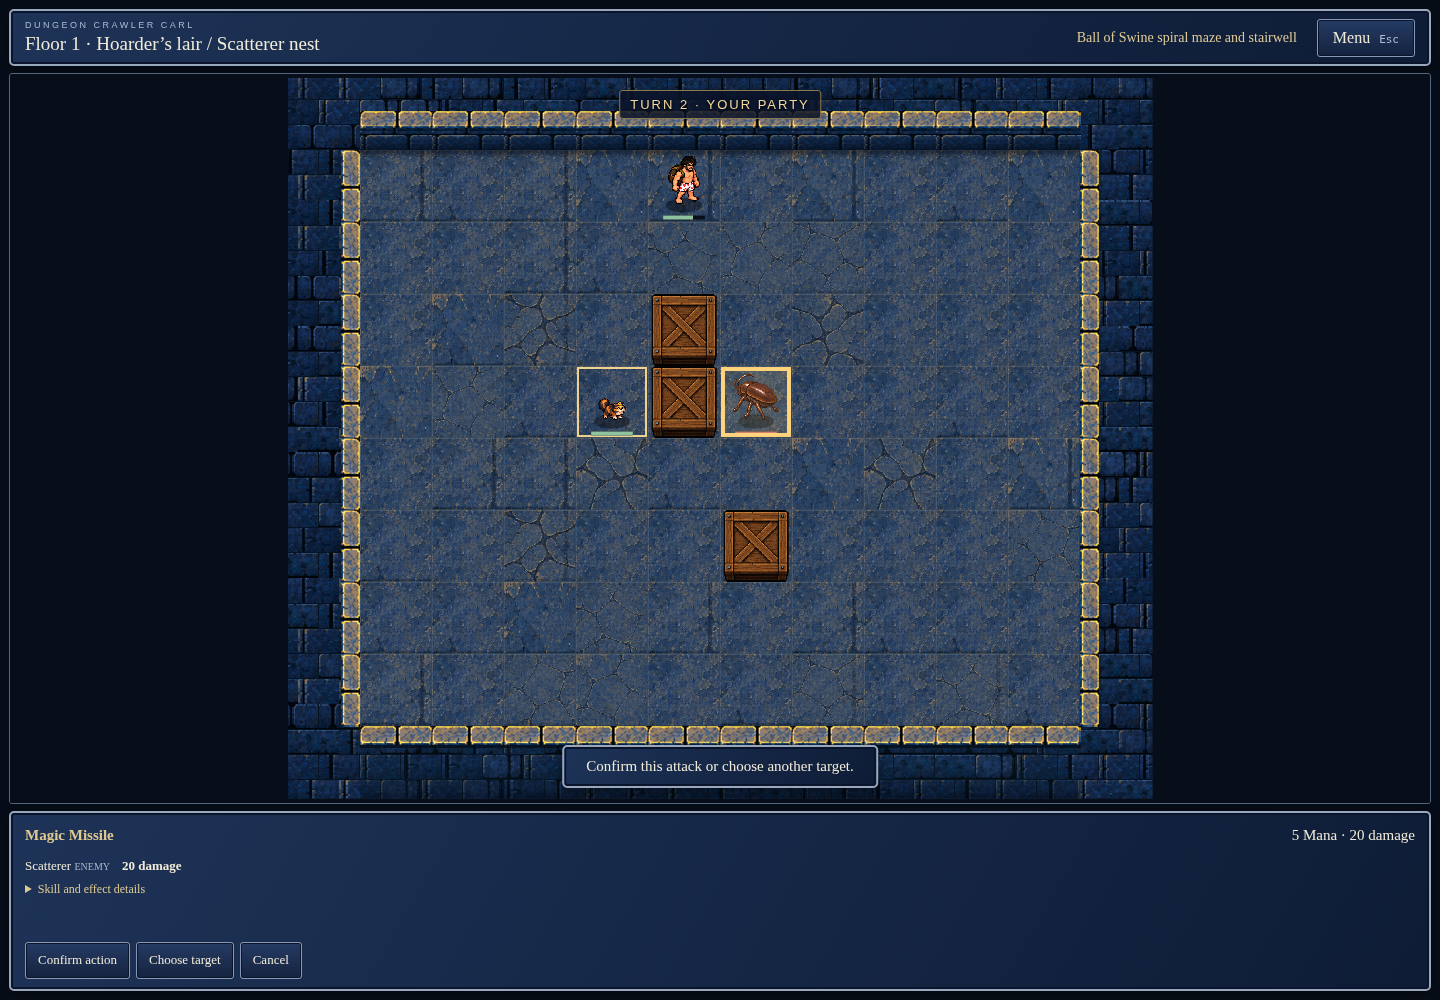 DUNGEON CRAWLER CARL
Floor 1 · Hoarder’s lair / Scatterer nest
Ball of Swine spiral maze and stairwell
Menu Esc
TURN 2 · YOUR PARTY
Confirm this attack or choose another target.
Magic Missile
5 Mana · 20 damage
Scatterer ENEMY 20 damage
Skill and effect details
Confirm action
Choose target
Cancel